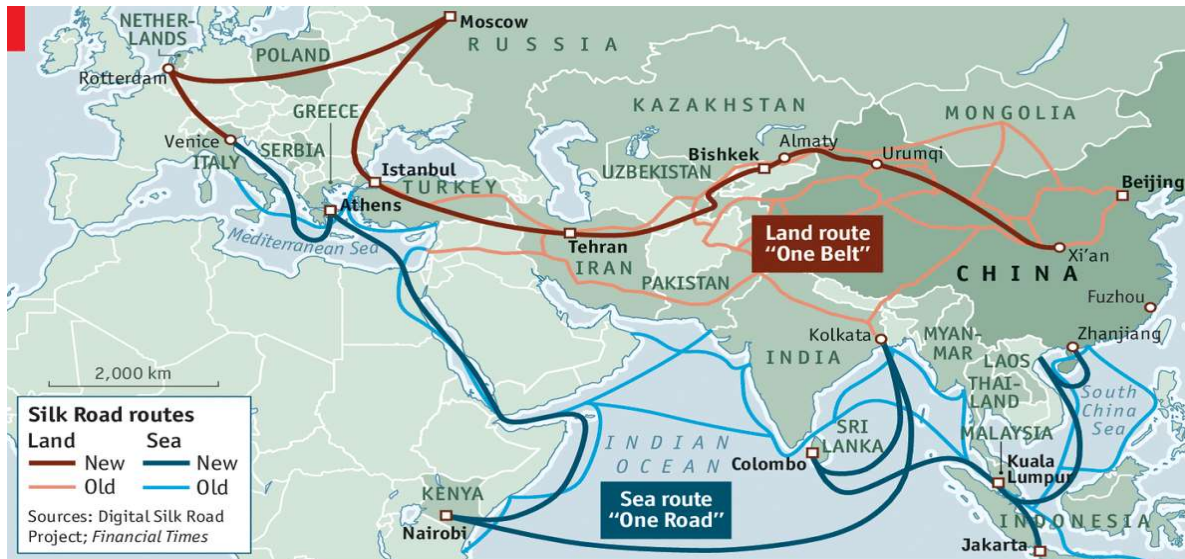 Moscow
NETHER-
LANDS
RUSSIA
POLAND
Rotterdam
KAZAKHSTAN
MONGOLIA
GREECE
Venice
ITALY
SERBIA
Almaty
Bishkek
Urumqi
UZBEKISTAN
Istanbul
TURKEY
Beijing
Athens
Land route
“One Belt”
Mediterranean Sea
Tehran
IRAN
Xi’an
CHINA
PAKISTAN
Fuzhou
Kolkata
MYAN-
MAR
Zhanjiang
INDIA
LAOS
2,000 km
THAI-
LAND
South
China
Sea
Silk Road routes
Land Sea
New New
Old Old
Sources: Digital Silk Road
Project; Financial Times
SRI
LANKA
INDIAN
OCEAN
Colombo
MALAYSIA
Kuala
Lumpur
KENYA
Nairobi
Sea route
“One Road”
INDONESIA
Jakarta